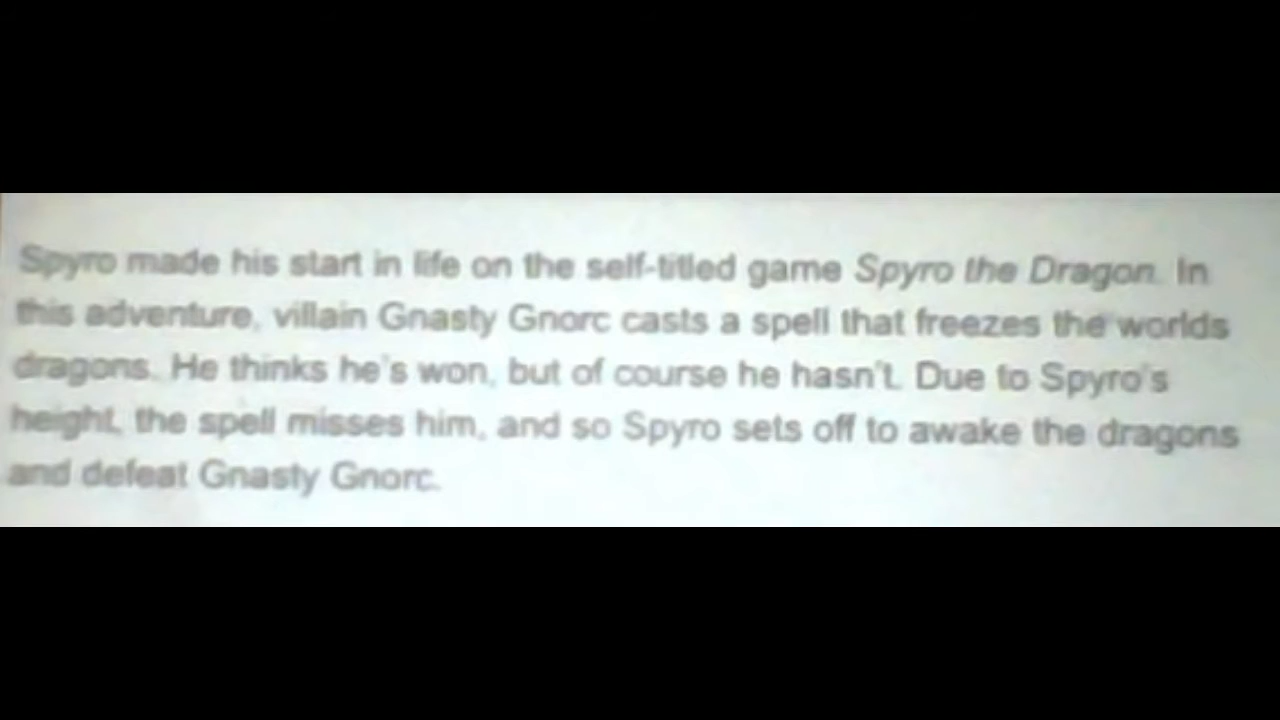 Spyro made his start in life on the self-titled game Spyro the Dragon. In
this adventure, villain Gnasty Gnorc casts a spell that freezes the worlds
dragons. He thinks he's won, but of course he hasn't. Due to Spyro's
height, the spell misses him, and so Spyro sets off to awake the dragons
and defeat Gnasty Gnorc.